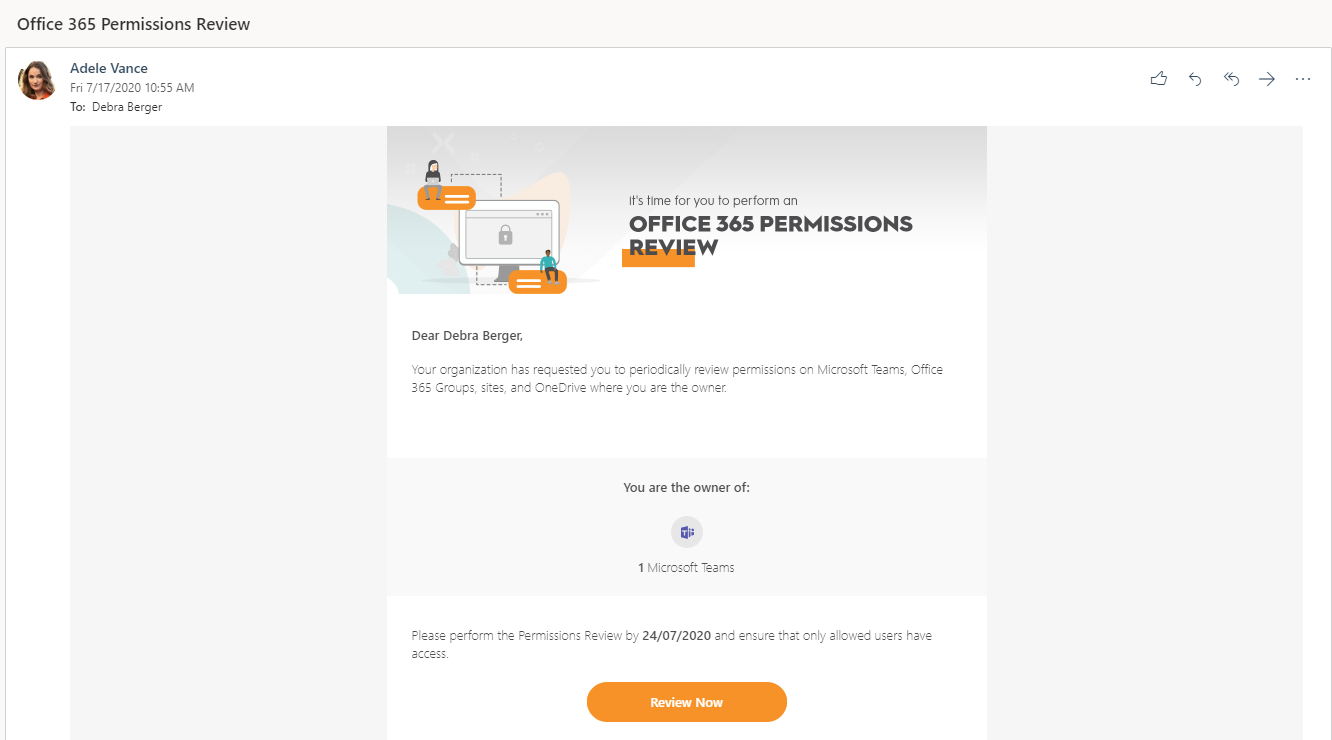 Office 365 Permissions Review
Adele Vance
Fri 7/17/2020 10:55 AM
To: Debra Berger
it's time for you to perform an
OFFICE 365 PERMISSIONS
REVIEW
Dear Debra Berger,
Your organization has requested you to periodically review permissions on Microsoft Teams, Office
365 Groups, sites, and OneDrive where you are the owner.
You are the owner of:
1 Microsoft Teams
Please perform the Permissions Review by 24/07/2020 and ensure that only allowed users have
access.
Review Now